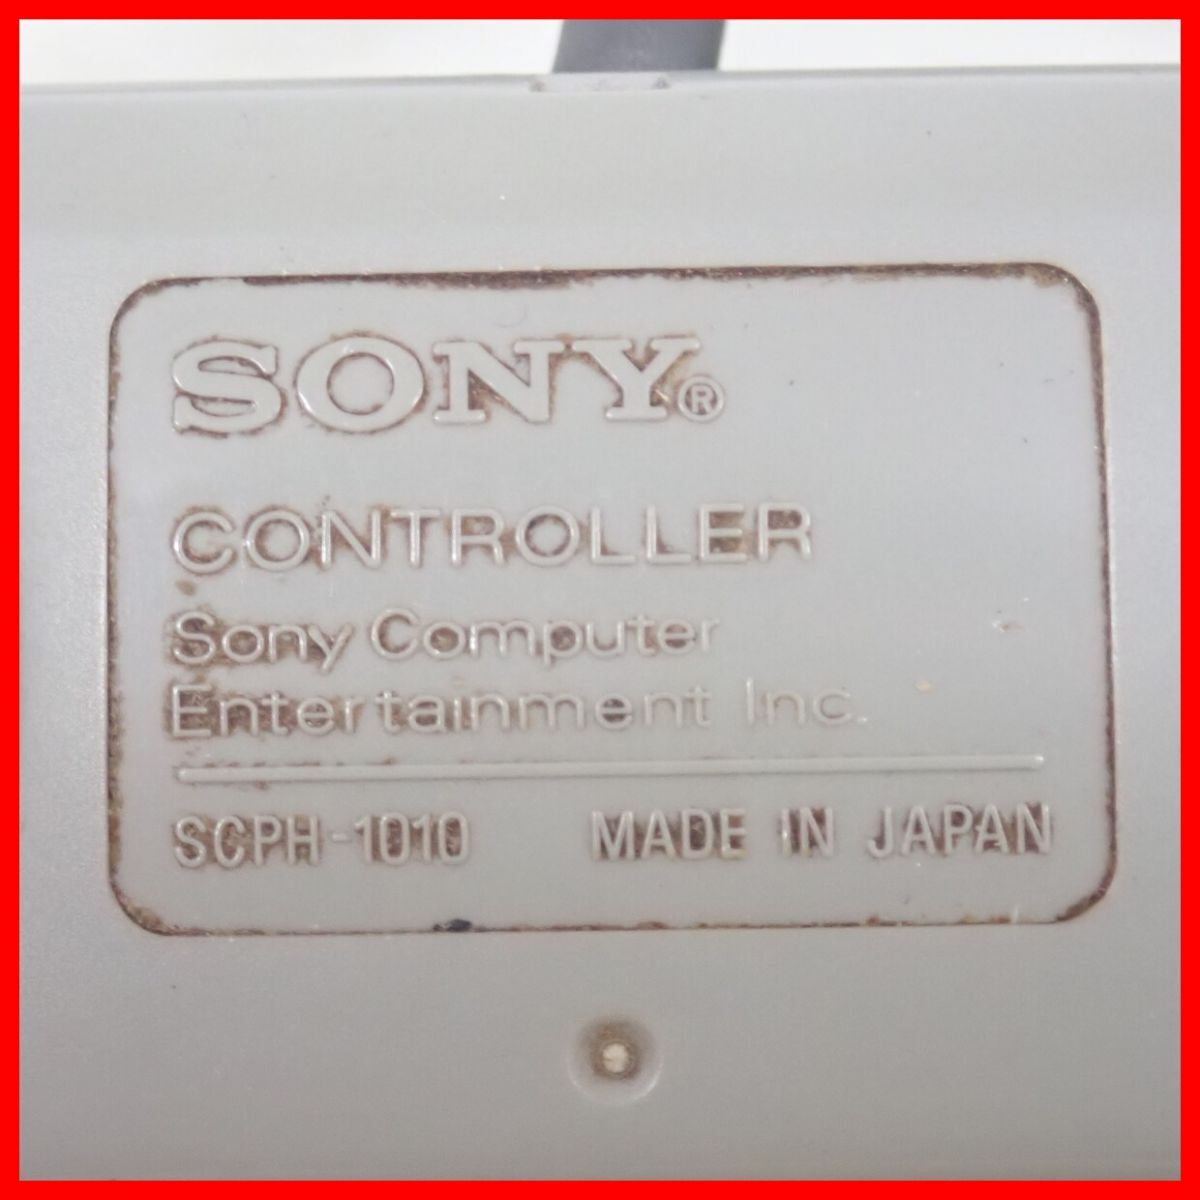 SONY®
CONTROLLER
Sony Computer
Entertainment Inc.
SCPH-1010 MADE IN JAPAN